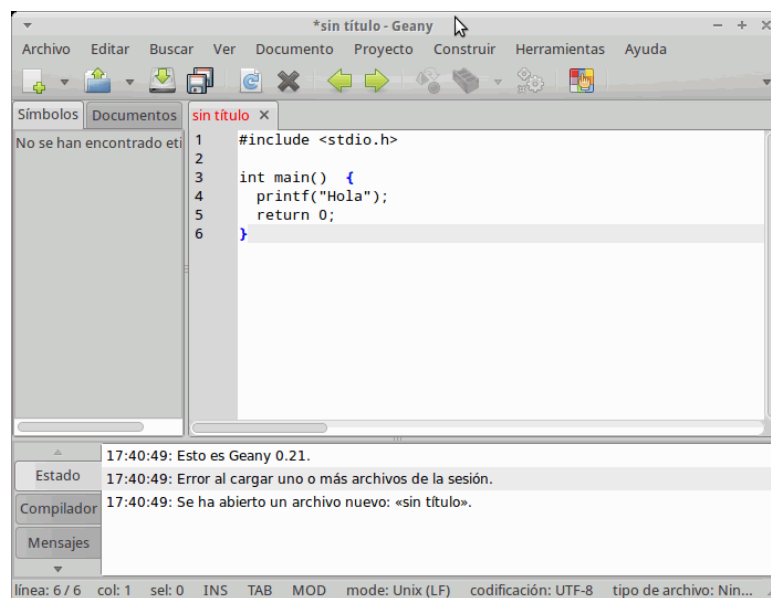 *sin título - Geany
Archivo Editar Buscar Ver Documento Proyecto Construir Herramientas Ayuda
Símbolos Documentos sin título
No se han encontrado eti
1 #include <stdio.h>
2
3 int main()  {
4   printf("Hola");
5   return 0;
6 }
17:40:49: Esto es Geany 0.21.
Estado 17:40:49: Error al cargar uno o más archivos de la sesión.
Compilador 17:40:49: Se ha abierto un archivo nuevo: «sin título».
Mensajes
línea: 6 / 6 col: 1 sel: 0 INS TAB MOD mode: Unix (LF) codificación: UTF-8 tipo de archivo: Nin...